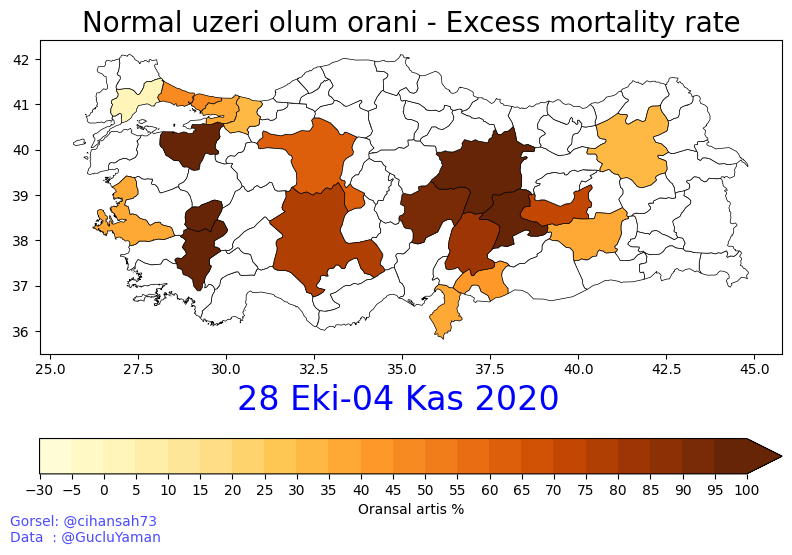 Normal uzeri olum orani - Excess mortality rate
42
41
40
39
38
37
36
25.0 27.5 30.0 32.5 35.0 37.5 40.0 42.5 45.0
28 Eki-04 Kas 2020
−30 −5 0 5 10 15 20 25 30 35 40 45 50 55 60 65 70 75 80 85 90 95 100
Oransal artis %
Gorsel: @cihansah73
Data : @GucluYaman